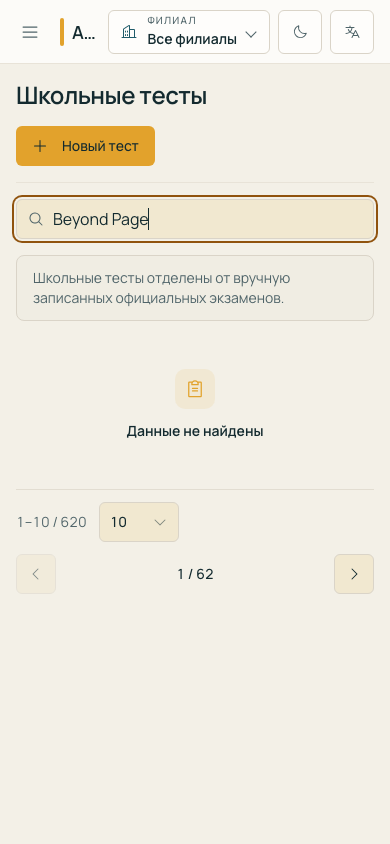 А...
ФИЛИАЛ
Все филиалы
Школьные тесты
Новый тест
Beyond Page
Школьные тесты отделены от вручную
записанных официальных экзаменов.
Данные не найдены
1–10 / 620
10
1 / 62